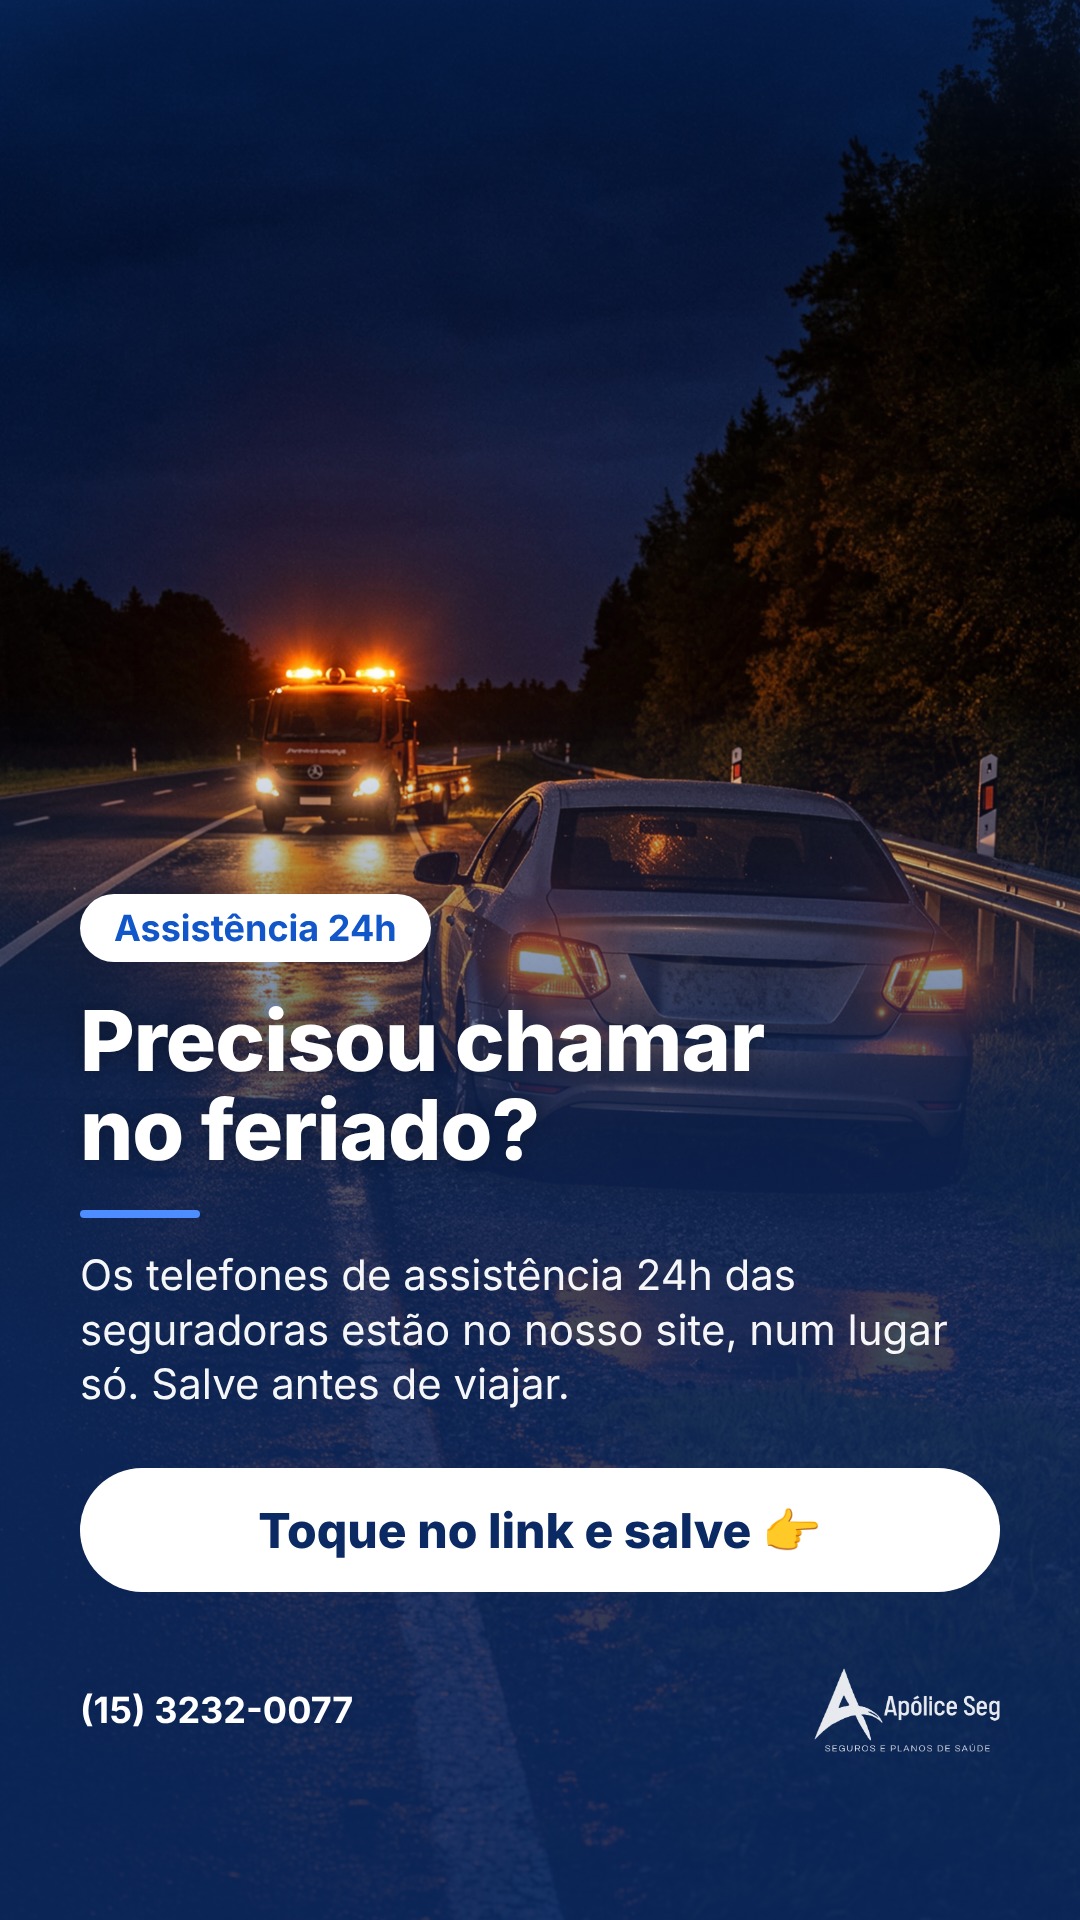 Assistência 24h
Precisou chamar
no feriado?
Os telefones de assistência 24h das
seguradoras estão no nosso site, num lugar
só. Salve antes de viajar.
Toque no link e salve 👉
(15) 3232-0077
Apólice Seg
SEGUROS E PLANOS DE SAÚDE